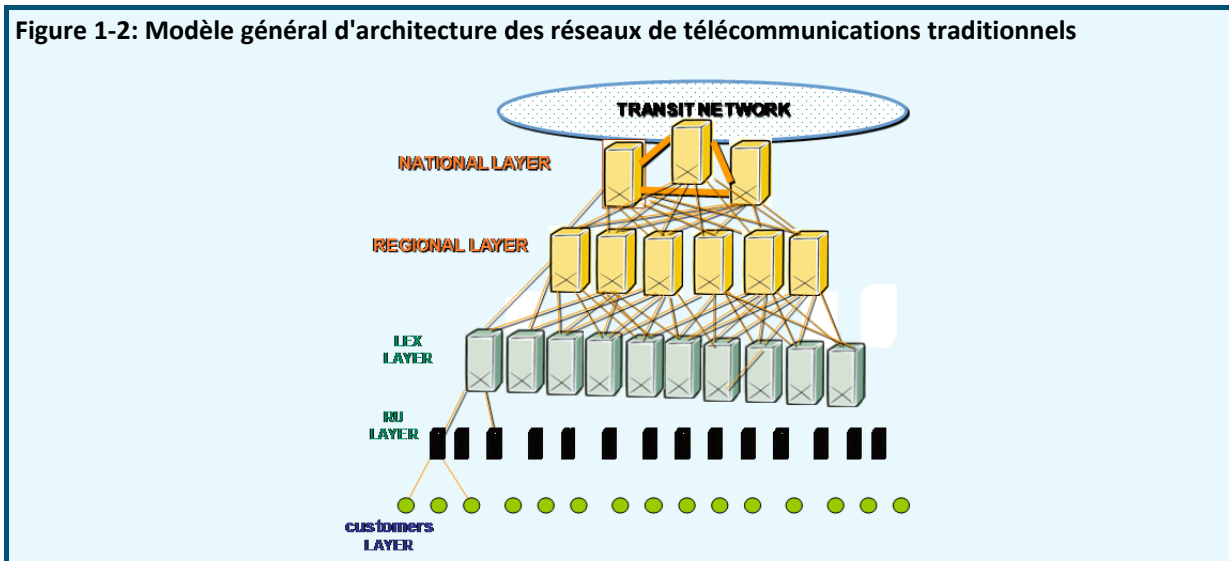 Figure 1-2: Modèle général d'architecture des réseaux de télécommunications traditionnels
TRANSIT NETWORK
NATIONAL LAYER
REGIONAL LAYER
LEX
LAYER
RU
LAYER
customers
LAYER